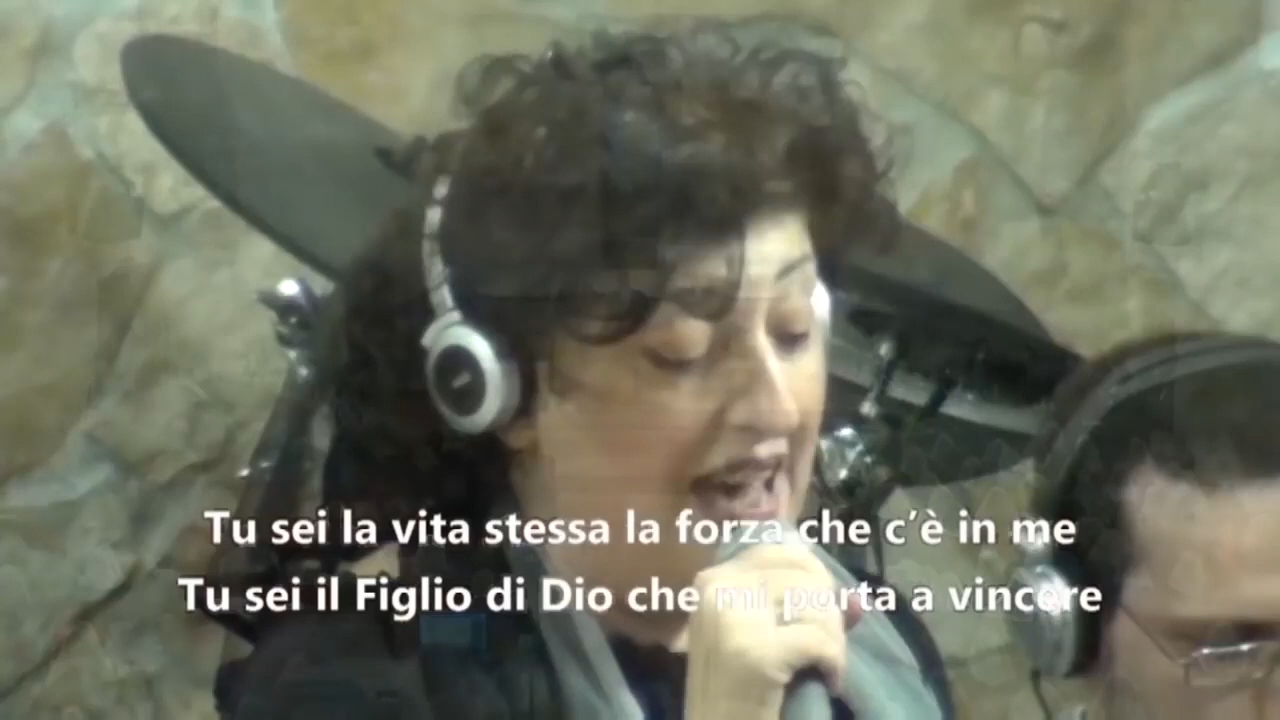 Tu sei la vita stessa la forza che c'è in me
Tu sei il Figlio di Dio che mi porta a vincere